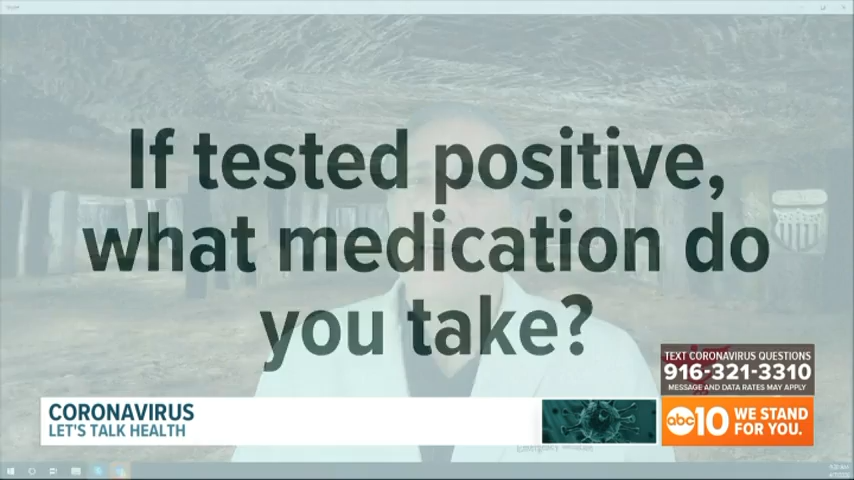 If tested positive,
what medication do
you take?
TEXT CORONAVIRUS QUESTIONS
916-321-3310
MESSAGE AND DATA RATES MAY APPLY
CORONAVIRUS
LET'S TALK HEALTH
abc10 WE STAND
FOR YOU.